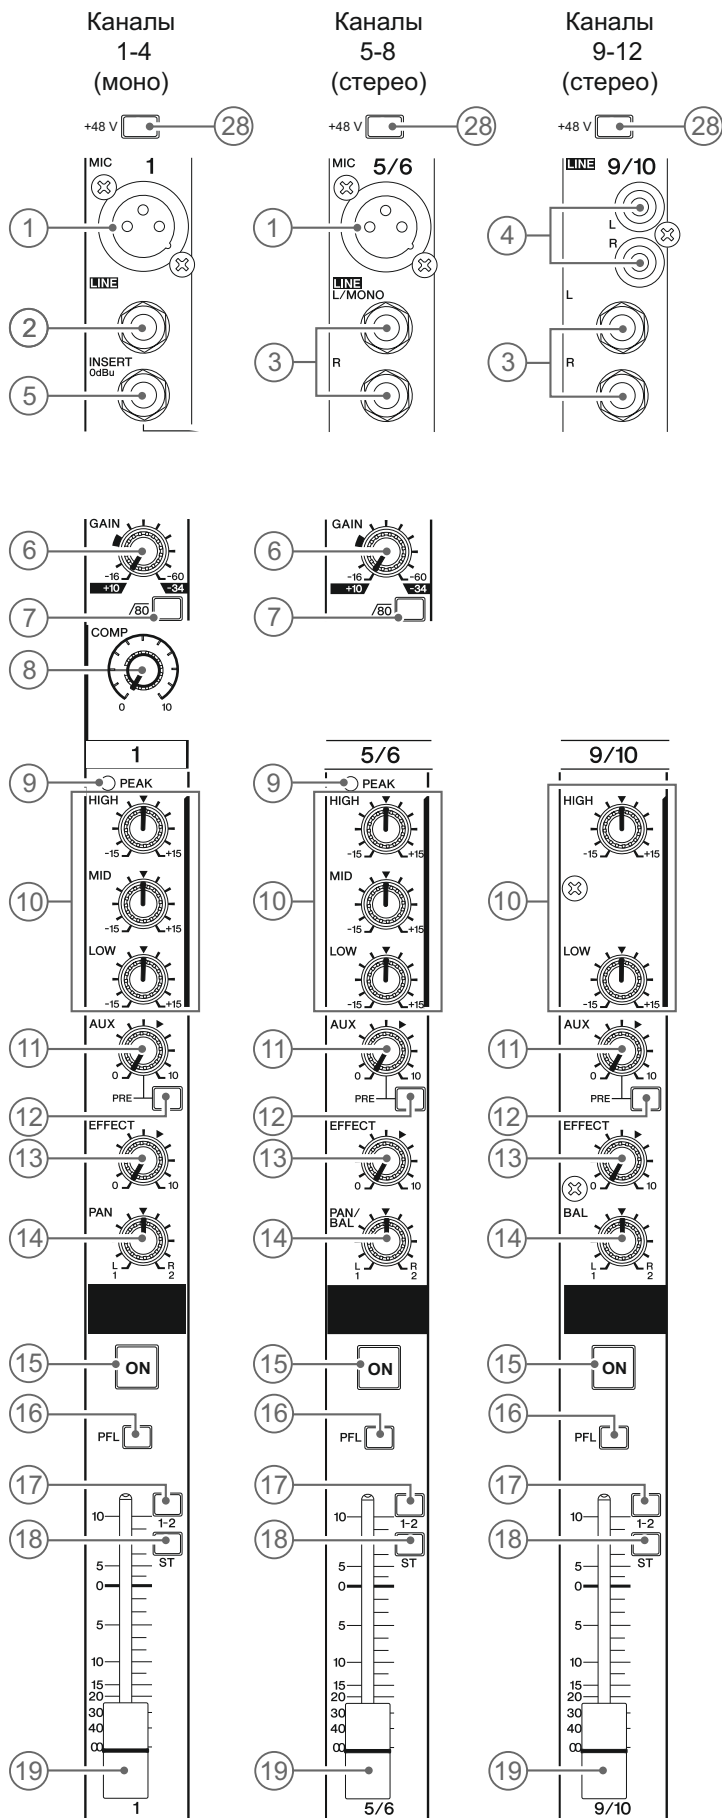 Каналы
1-4
(моно)
Каналы
5-8
(стерео)
Каналы
9-12
(стерео)
+48 V 28
+48 V 28
+48 V 28
MIC 1
1
LINE
2
INSERT
0dBu
5
MIC 5/6
1
LINE
L/MONO
3
R
LINE 9/10
4
L
R
L
3
R
GAIN
6
-16 -60
+10 -34
7
/80
COMP
8
0 10
GAIN
6
-16 -60
+10 -34
7
/80
1
9 PEAK
HIGH
-15 +15
10
MID
-15 +15
LOW
-15 +15
AUX
11
0 10
PRE
12
EFFECT
13
0 10
PAN
14
L R
1 2
15 ON
16
PFL
17
10
1-2
18
ST
5
0
5
10
15
20
30
40
∞
19
1
5/6
9 PEAK
HIGH
-15 +15
10
MID
-15 +15
LOW
-15 +15
AUX
11
0 10
PRE
12
EFFECT
13
0 10
PAN/
BAL
14
L R
1 2
15 ON
16
PFL
17
10
1-2
18
ST
5
0
5
10
15
20
30
40
∞
19
5/6
9/10
HIGH
-15 +15
10
LOW
-15 +15
AUX
11
0 10
PRE
12
EFFECT
13
0 10
BAL
14
L R
1 2
15 ON
16
PFL
17
10
1-2
18
ST
5
0
5
10
15
20
30
40
∞
19
9/10